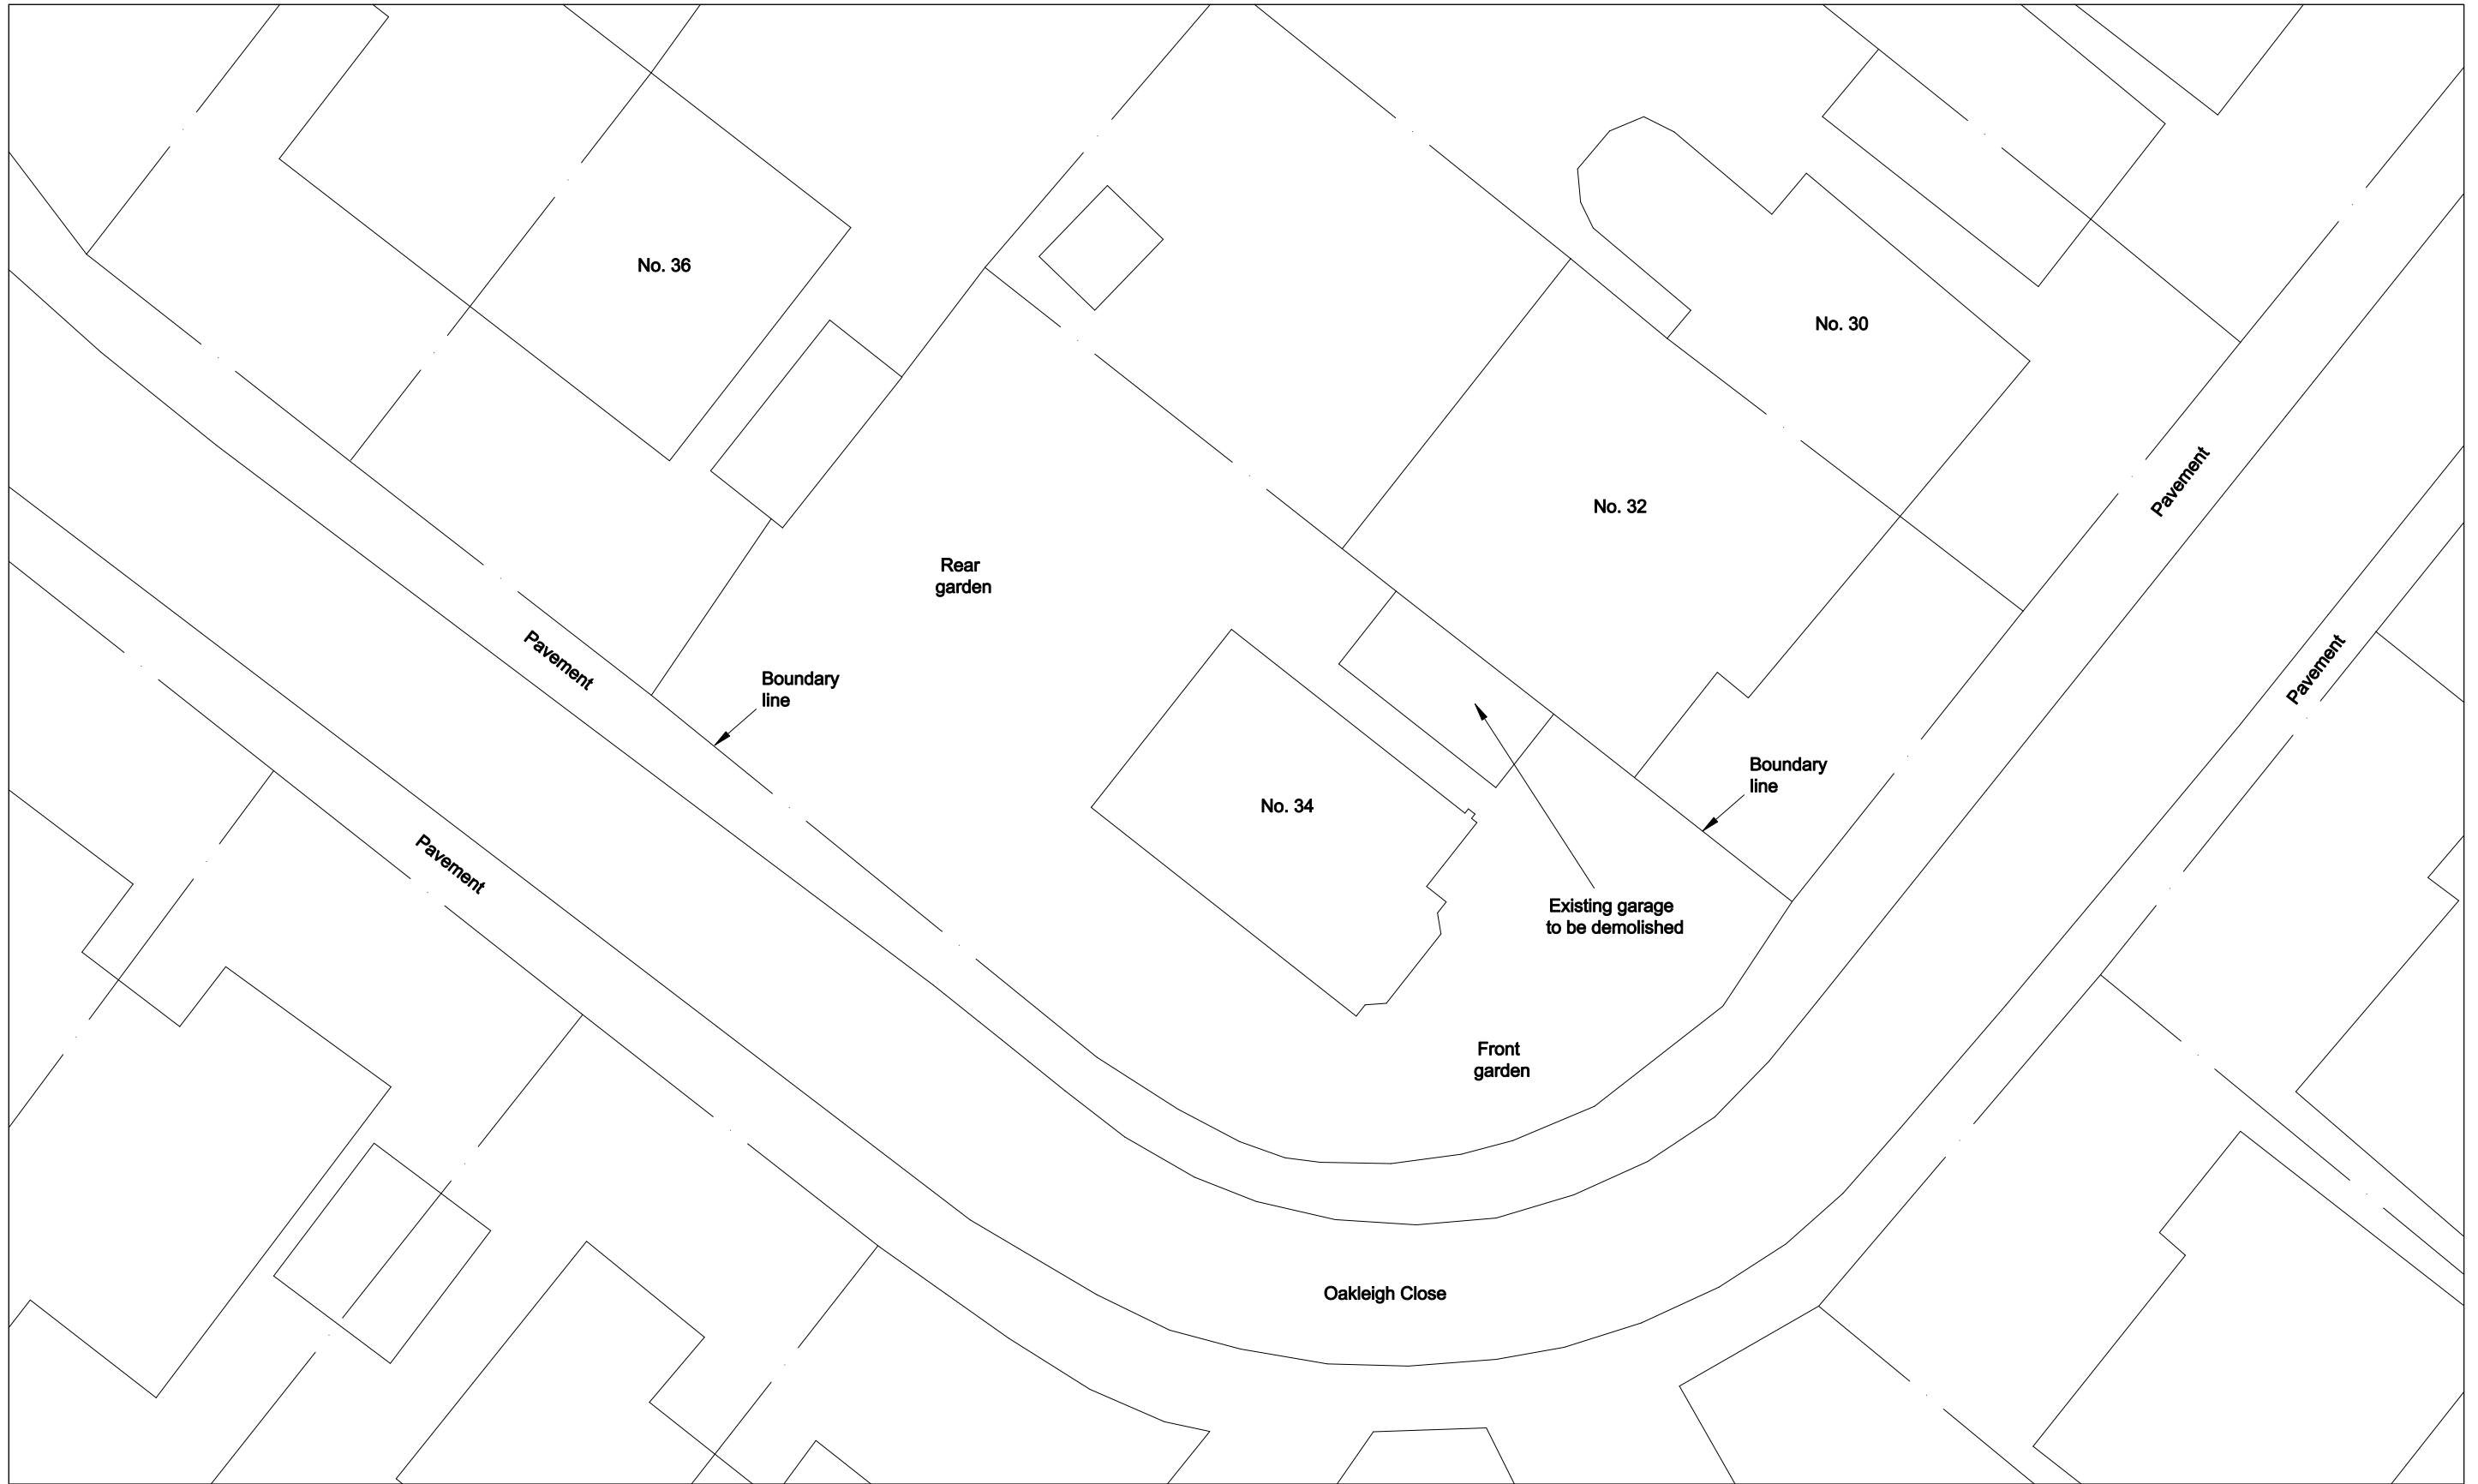 No. 36
No. 30
No. 32
Pavement
Rear
garden
Pavement
Boundary
line
Pavement
Boundary
line
No. 34
Pavement
Existing garage
to be demolished
Front
garden
Oakleigh Close